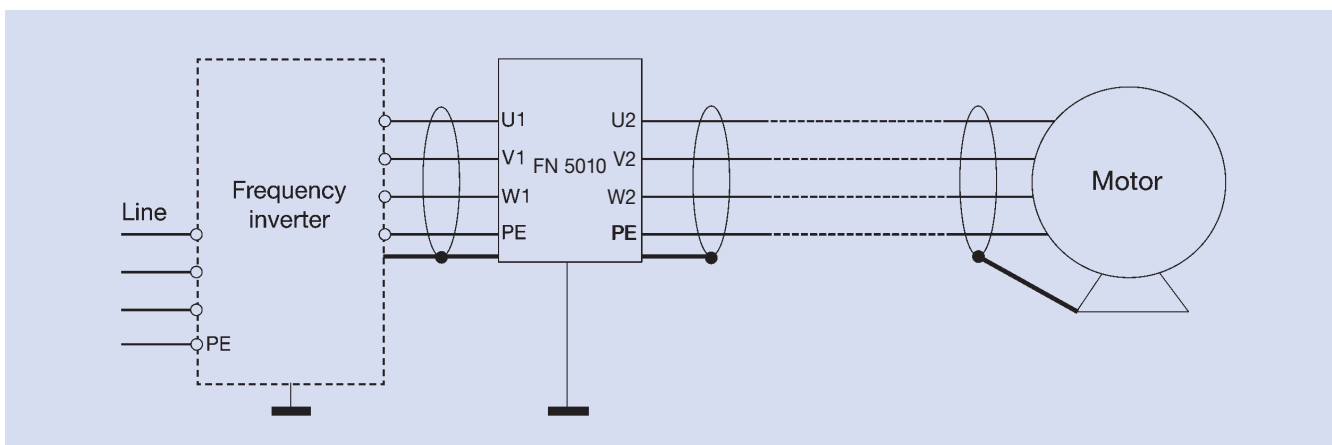 Line
PE
Frequency
inverter
U1
V1
W1
PE
FN 5010
U2
V2
W2
PE
Motor